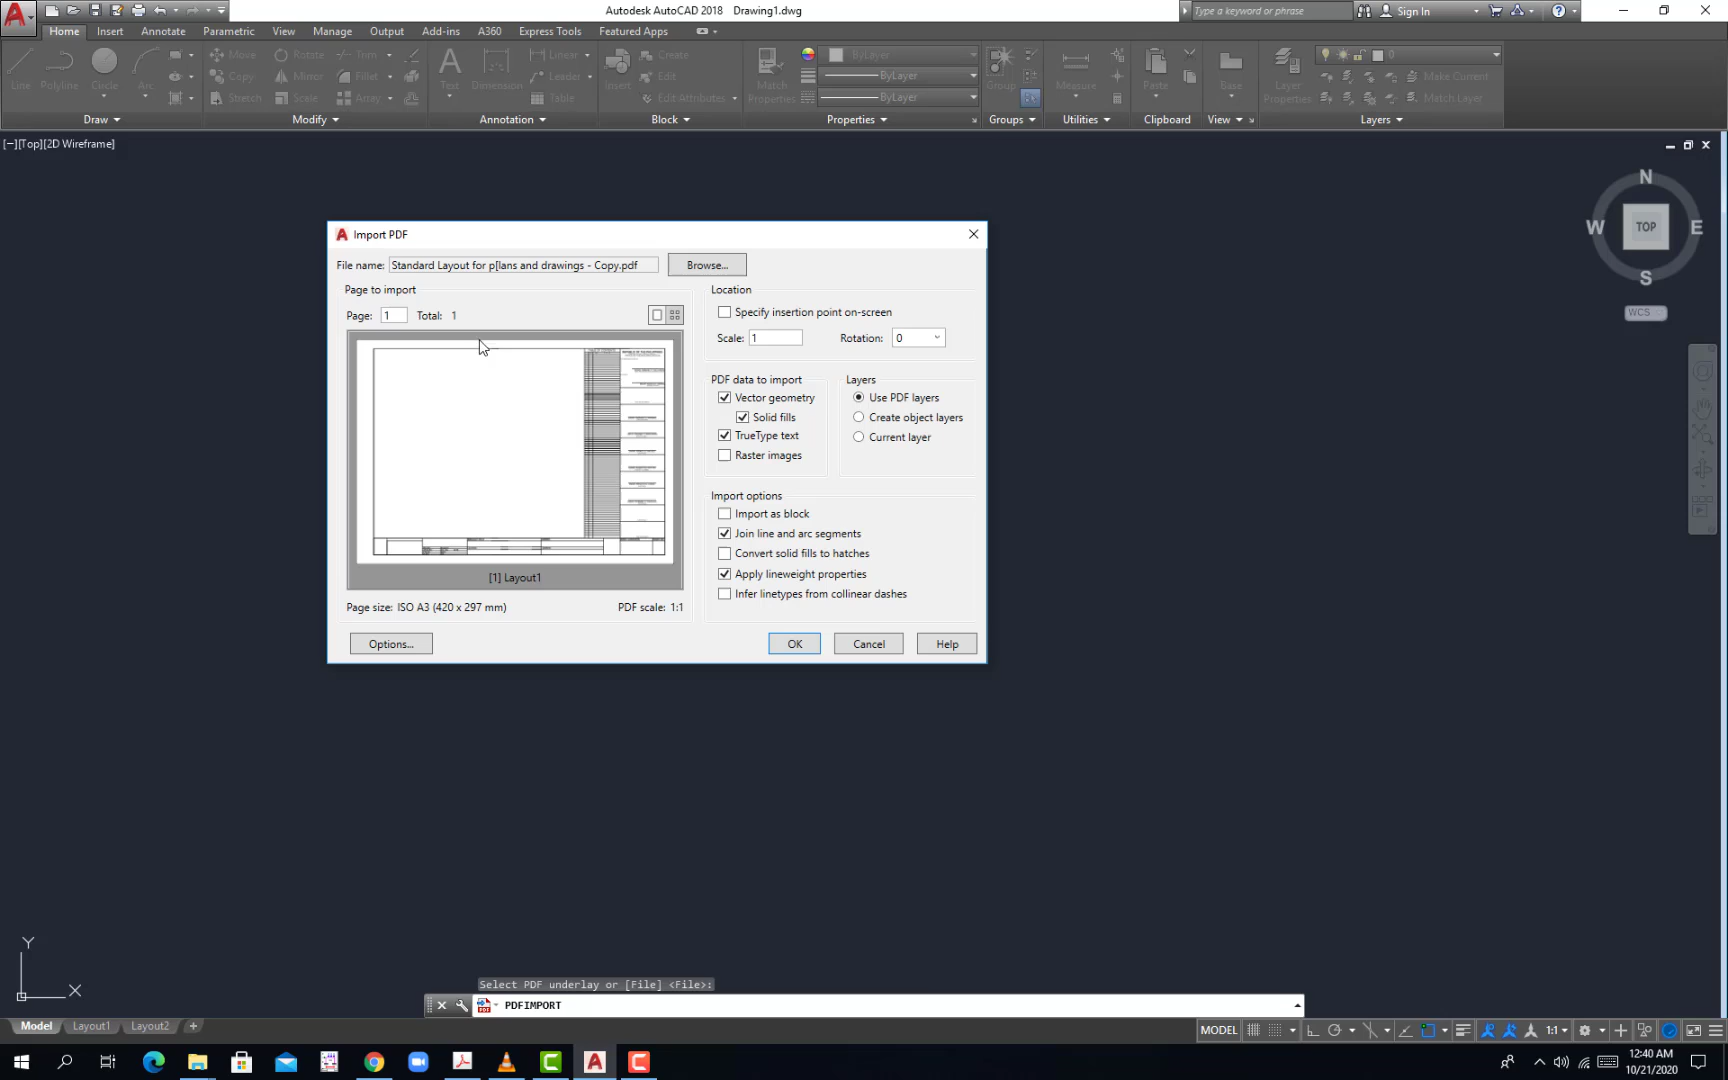 Autodesk AutoCAD 2018 Drawing1.dwg
Type a keyword or phrase
Sign In
Home Insert Annotate Parametric View Manage Output Add-ins A360 Express Tools Featured Apps
Line Polyline Circle Arc
Move Rotate Trim
Copy Mirror Fillet
Stretch Scale Array
Text Dimension
Linear
Leader
Table
Insert
Create
Edit
Edit Attributes
Match Properties
ByLayer
ByLayer
ByLayer
Group
Measure
Paste
Base
Layer Properties
0
Make Current
Match Layer
Draw Modify Annotation Block Properties Groups Utilities Clipboard View Layers
[−][Top][2D Wireframe]
N
W TOP E
S
WCS
Import PDF
File name: Standard Layout for p[lans and drawings - Copy.pdf Browse...
Page to import
Page: 1 Total: 1
[1] Layout1
Page size: ISO A3 (420 x 297 mm) PDF scale: 1:1
Location
Specify insertion point on-screen
Scale: 1 Rotation: 0
PDF data to import
Vector geometry
Solid fills
TrueType text
Raster images
Layers
Use PDF layers
Create object layers
Current layer
Import options
Import as block
Join line and arc segments
Convert solid fills to hatches
Apply lineweight properties
Infer linetypes from collinear dashes
Options... OK Cancel Help
Y
X
Select PDF underlay or [File] <File>:
PDFIMPORT
Model Layout1 Layout2 +
MODEL 1:1
12:40 AM
10/21/2020